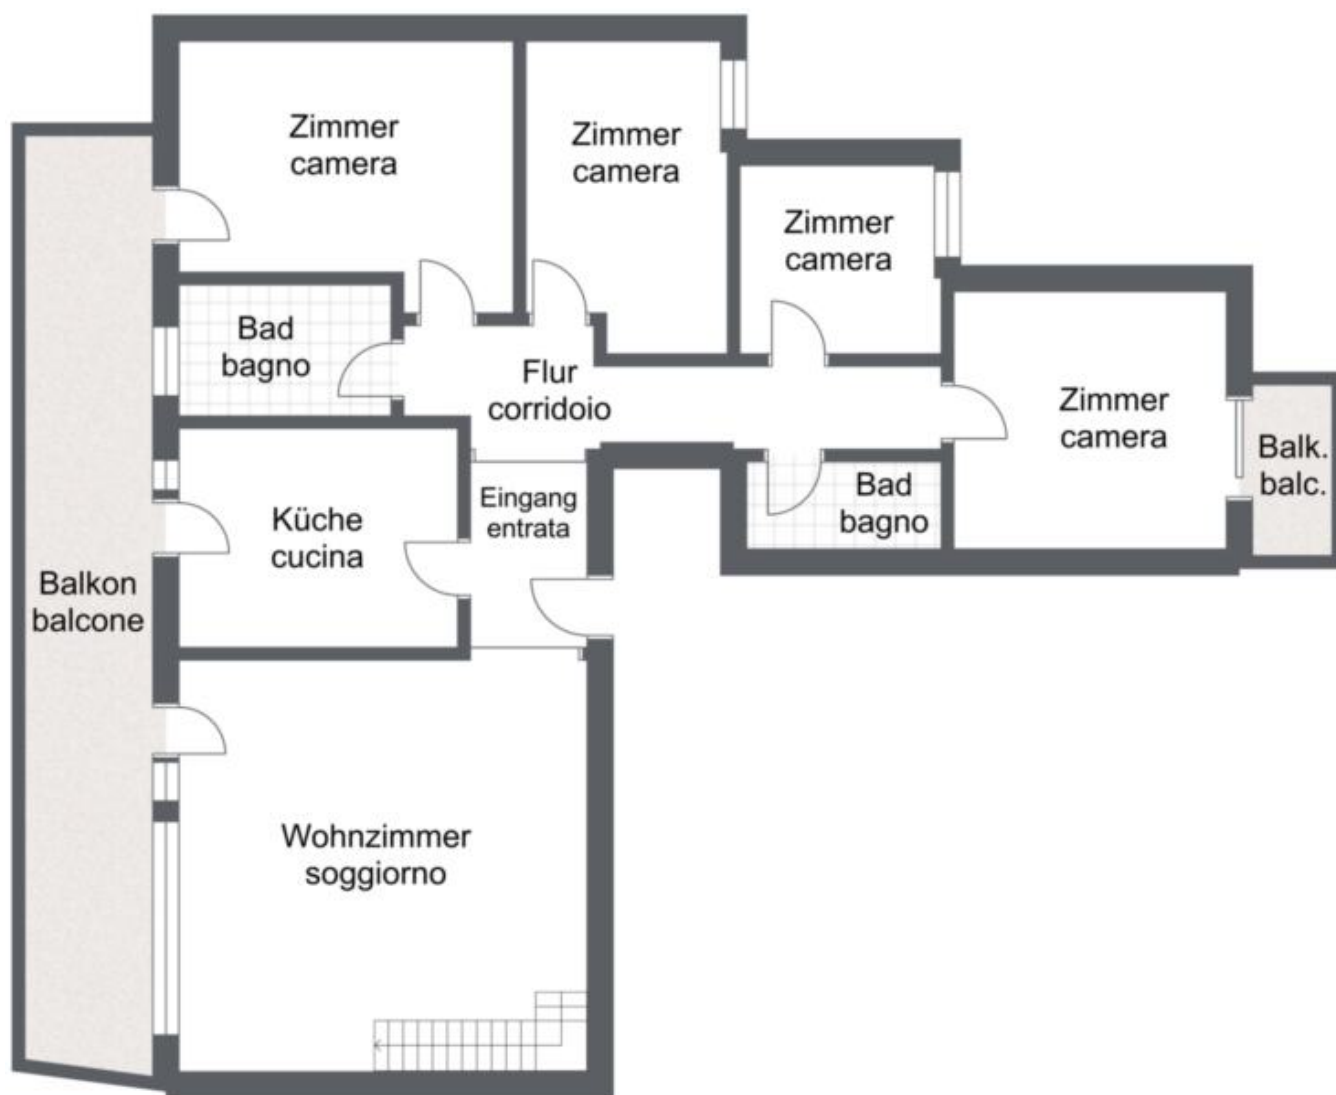 Zimmer
camera
Zimmer
camera
Zimmer
camera
Zimmer
camera
Bad
bagno
Flur
corridoio
Balk.
balc.
Bad
bagno
Eingang
entrata
Küche
cucina
Balkon
balcone
Wohnzimmer
soggiorno